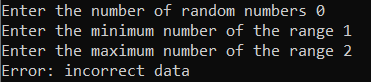 Enter the number of random numbers 0
Enter the minimum number of the range 1
Enter the maximum number of the range 2
Error: incorrect data